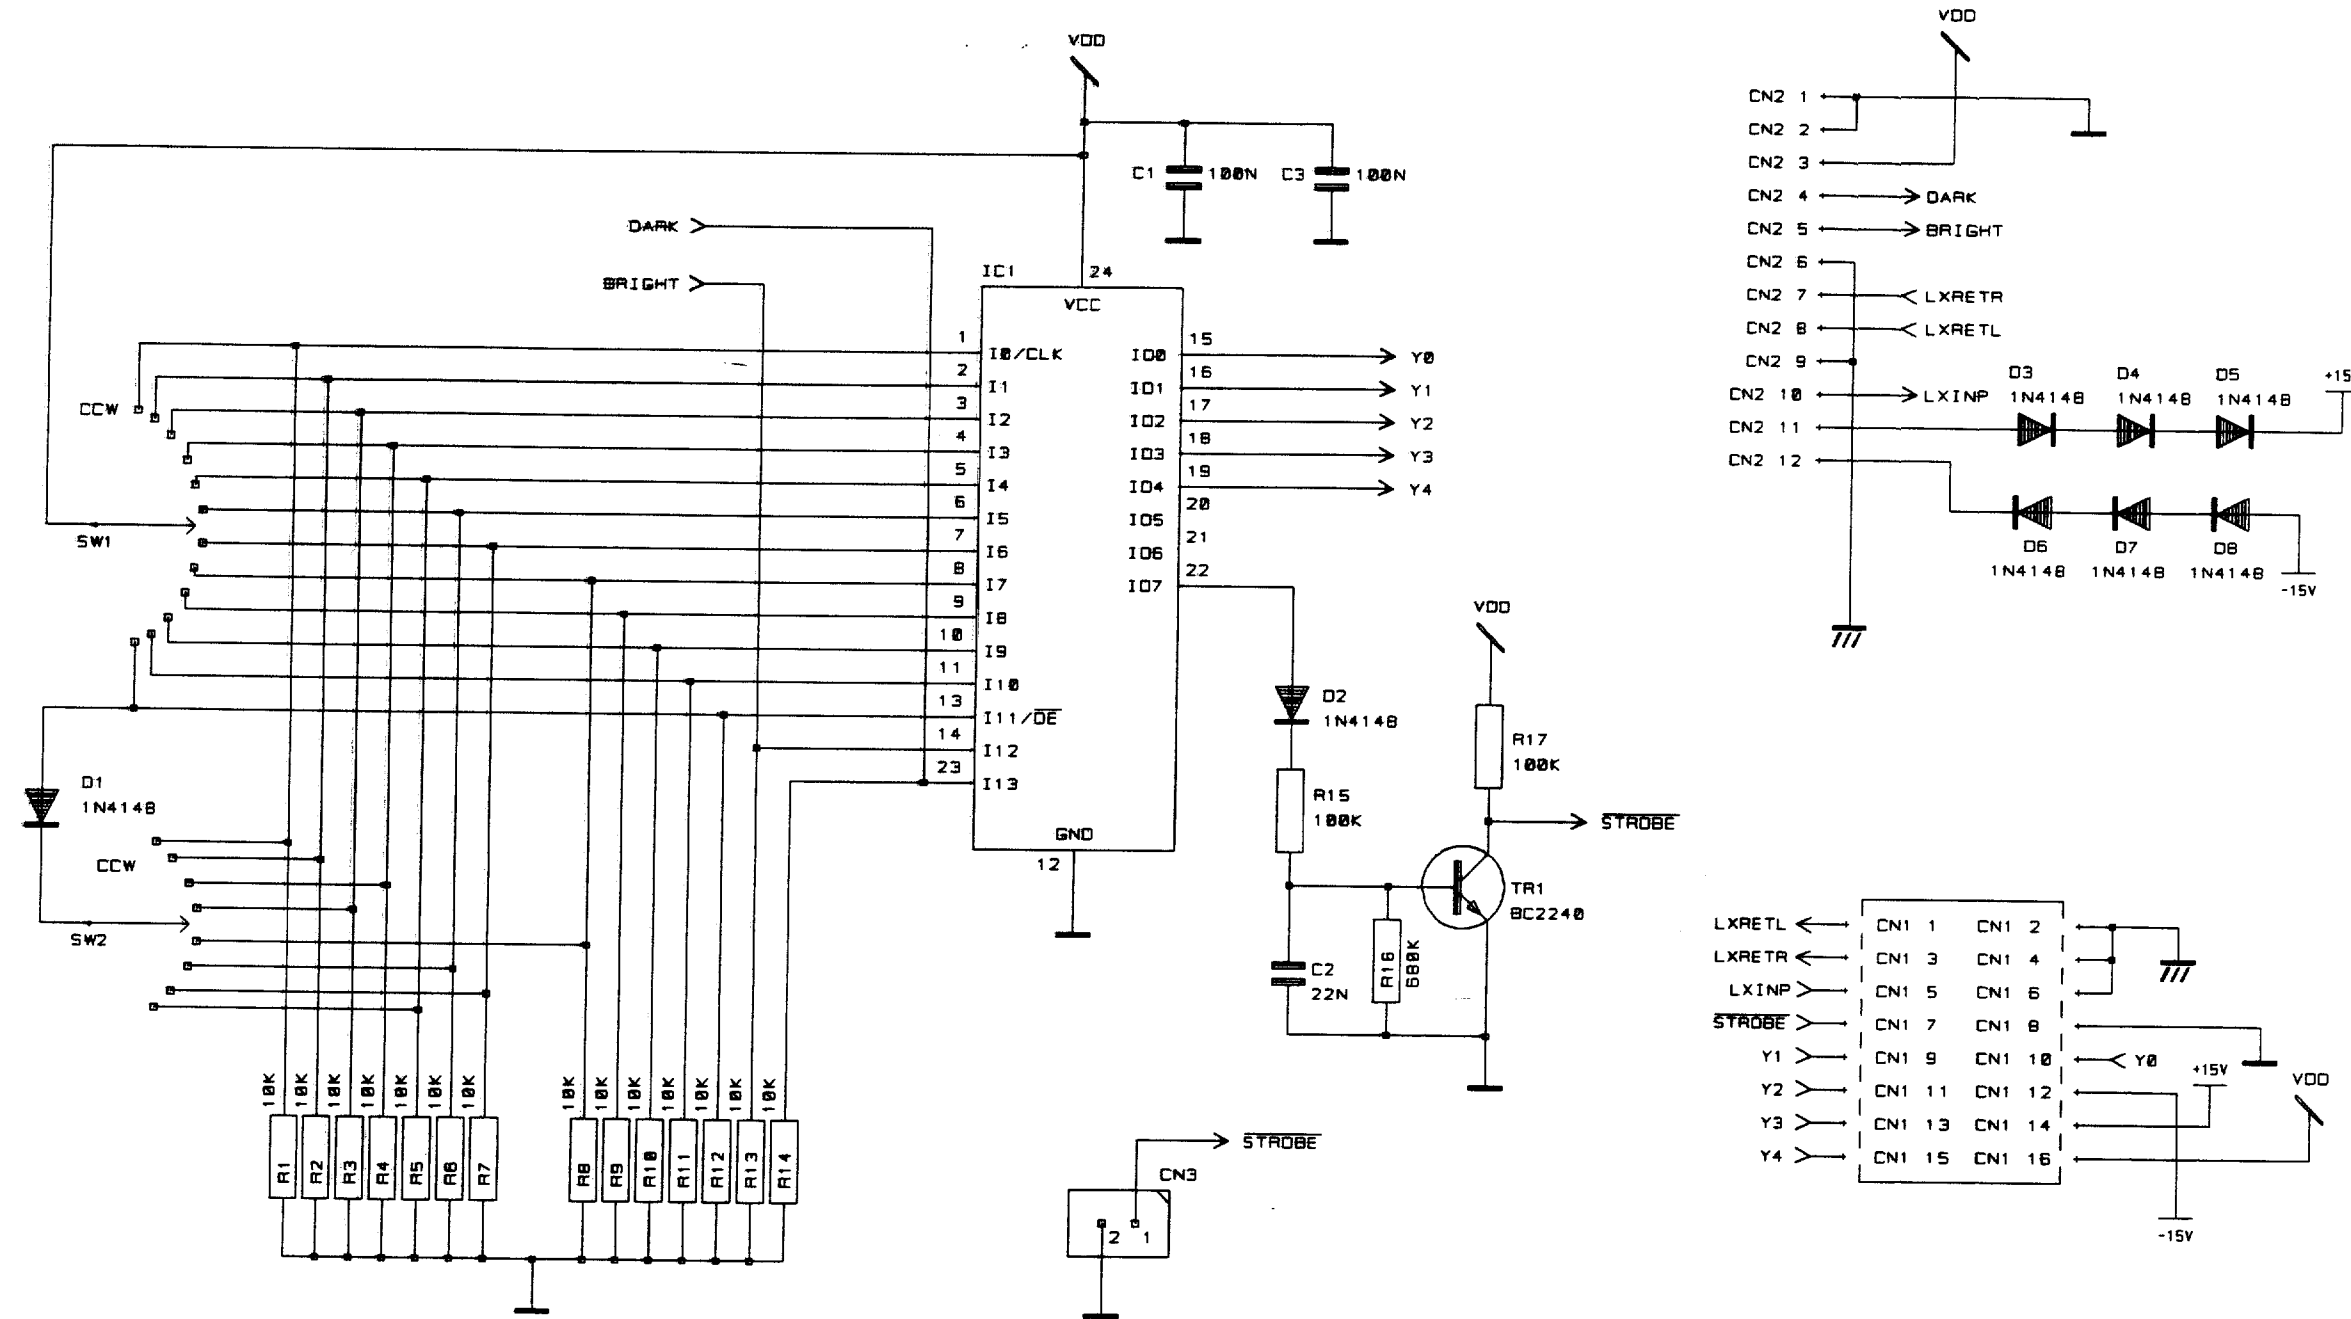 VDD
C1 100N C3 100N
DARK
BRIGHT
IC1 24
VCC
1 I0/CLK
2 I1
3 I2
4 I3
5 I4
6 I5
7 I6
8 I7
9 I8
10 I9
11 I10
13 I11/OE
14 I12
23 I13
15 IO0 Y0
16 IO1 Y1
17 IO2 Y2
18 IO3 Y3
19 IO4 Y4
20 IO5
21 IO6
22 IO7
GND
12
CCW
SW1
D1
1N4148
CCW
SW2
10K 10K 10K 10K 10K 10K 10K
R1 R2 R3 R4 R5 R6 R7
10K 10K 10K 10K 10K 10K 10K
R8 R9 R10 R11 R12 R13 R14
D2
1N4148
R15
100K
VDD
R17
100K
STROBE
TR1
BC2240
R16
680K
C2
22N
STROBE
CN3
2 1
VDD
CN2 1
CN2 2
CN2 3
CN2 4 DARK
CN2 5 BRIGHT
CN2 6
CN2 7 LXRETR
CN2 8 LXRETL
CN2 9
CN2 10 LXINP
CN2 11
CN2 12
D3 D4 D5
1N4148 1N4148 1N4148
+15
D6 D7 D8
1N4148 1N4148 1N4148
-15V
LXRETL CN1 1 CN1 2
LXRETR CN1 3 CN1 4
LXINP CN1 5 CN1 6
STROBE CN1 7 CN1 8
Y1 CN1 9 CN1 10 Y0
Y2 CN1 11 CN1 12
Y3 CN1 13 CN1 14
Y4 CN1 15 CN1 16
+15V
VDD
-15V